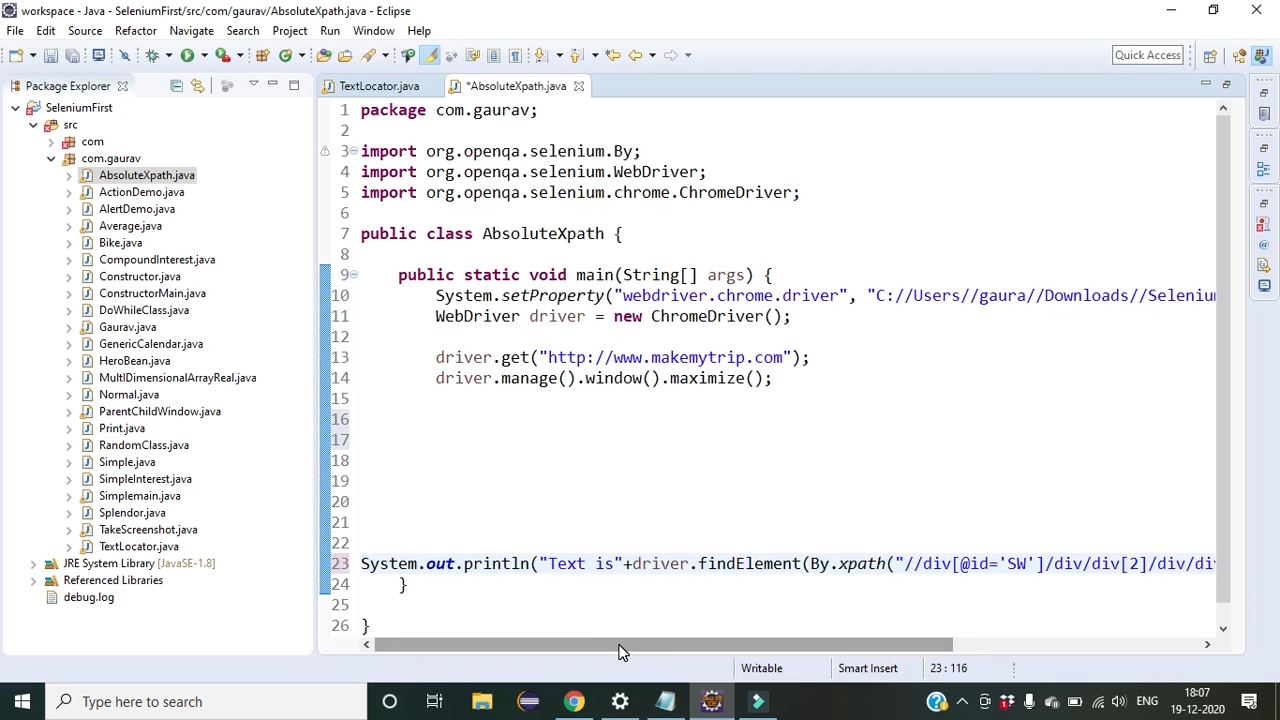 workspace - Java - SeleniumFirst/src/com/gaurav/AbsoluteXpath.java - Eclipse
File Edit Source Refactor Navigate Search Project Run Window Help
Quick Access
Package Explorer
SeleniumFirst
src
com
com.gaurav
AbsoluteXpath.java
ActionDemo.java
AlertDemo.java
Average.java
Bike.java
CompoundInterest.java
Constructor.java
ConstructorMain.java
DoWhileClass.java
Gaurav.java
GenericCalendar.java
HeroBean.java
MultIDimensionalArrayReal.java
Normal.java
ParentChildWindow.java
Print.java
RandomClass.java
Simple.java
SimpleInterest.java
Simplemain.java
Splendor.java
TakeScreenshot.java
TextLocator.java
JRE System Library [JavaSE-1.8]
Referenced Libraries
debug.log
TextLocator.java *AbsoluteXpath.java
1 package com.gaurav;
2
3 import org.openqa.selenium.By;
4 import org.openqa.selenium.WebDriver;
5 import org.openqa.selenium.chrome.ChromeDriver;
6
7 public class AbsoluteXpath {
8
9 public static void main(String[] args) {
10 System.setProperty("webdriver.chrome.driver", "C://Users//gaura//Downloads//Selenium
11 WebDriver driver = new ChromeDriver();
12
13 driver.get("http://www.makemytrip.com");
14 driver.manage().window().maximize();
15
16
17
18
19
20
21
22
23 System.out.println("Text is"+driver.findElement(By.xpath("//div[@id='SW']/div/div[2]/div/di
24 }
25
26 }
Writable Smart Insert 23 : 116
Type here to search
ENG
18:07
19-12-2020